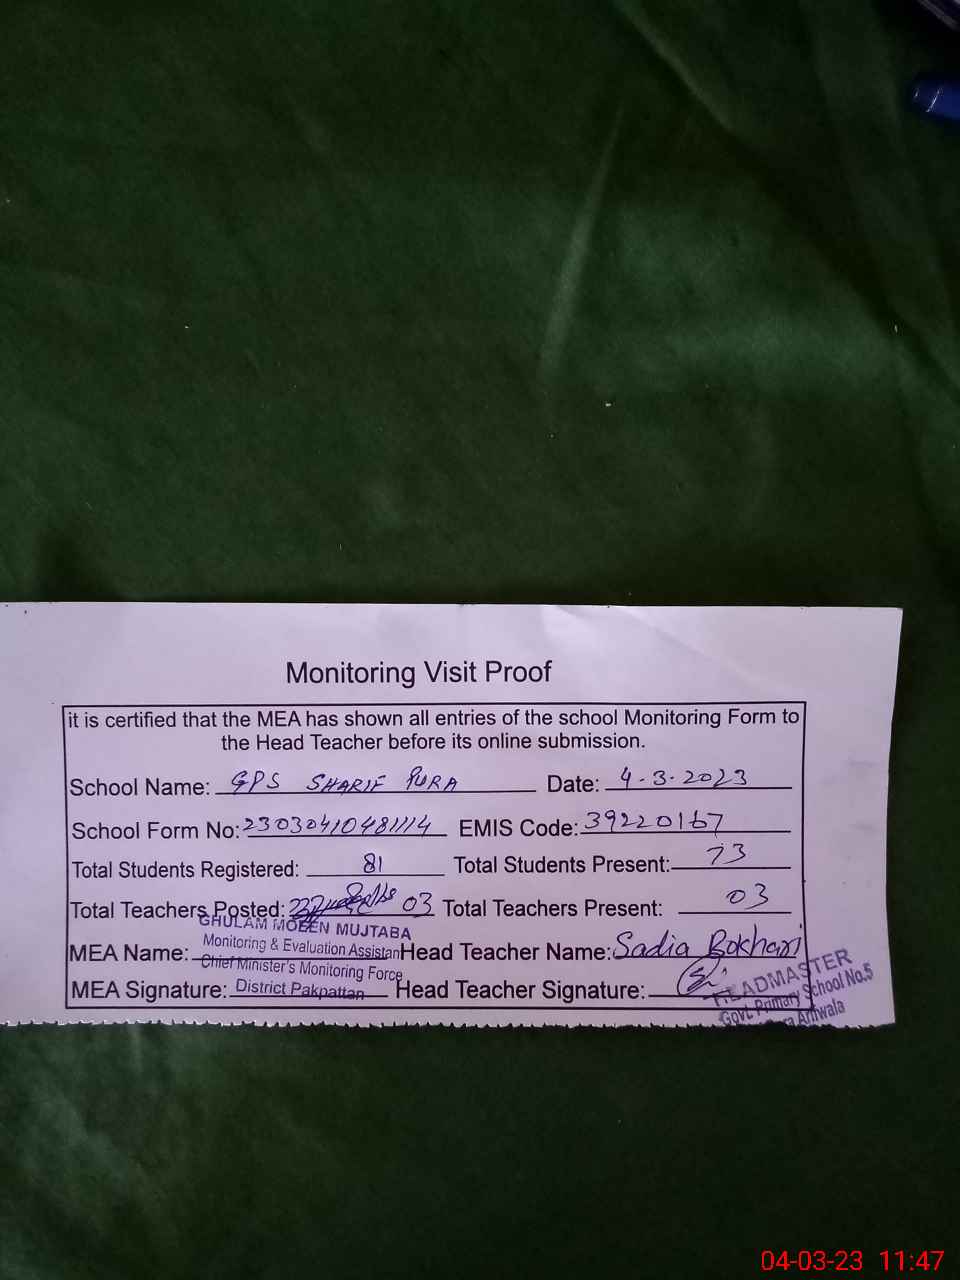 Monitoring Visit Proof
it is certified that the MEA has shown all entries of the school Monitoring Form to
the Head Teacher before its online submission.
School Name: GPS SHARIF PURA Date: 4-3-2023
School Form No: 23030410481114 EMIS Code: 39220167
Total Students Registered: 81 Total Students Present: 73
Total Teachers Posted: 03 Total Teachers Present: 03
GHULAM MOEEN MUJTABA
MEA Name: Monitoring & Evaluation Assistan Head Teacher Name: Sadia Bokhari
Chief Minister's Monitoring Force
MEA Signature: District Pakpattan Head Teacher Signature:
HEADMASTER
Govt. Primary School No.5
Arifwala
04-03-23 11:47